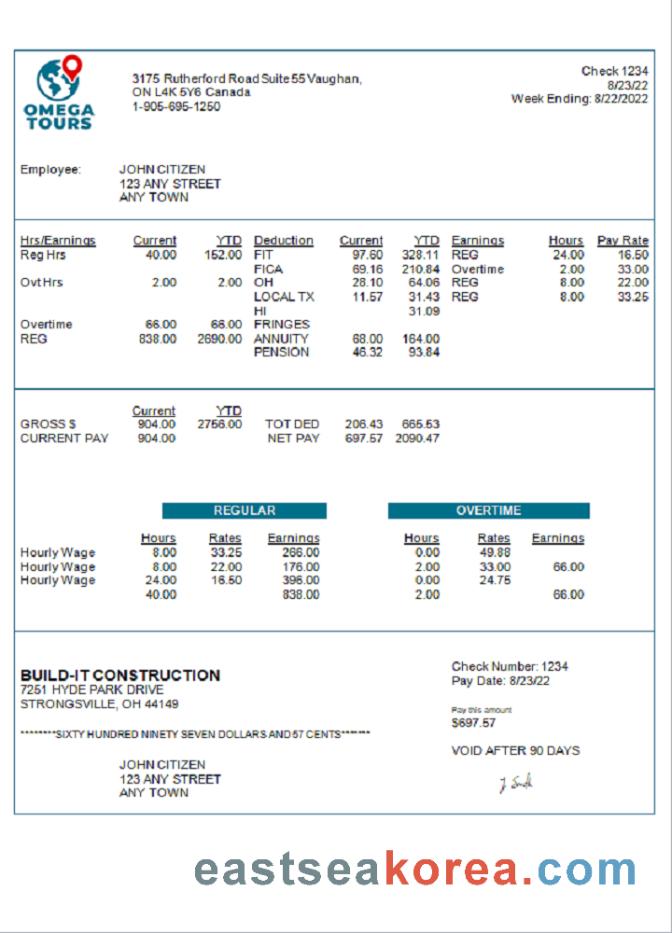 OMEGA
TOURS
3175 Rutherford Road Suite 55 Vaughan,
ON L4K 5Y6 Canada
1-905-695-1250
Check 1234
8/23/22
Week Ending: 8/22/2022
Employee: JOHN CITIZEN
123 ANY STREET
ANY TOWN
Hrs/Earnings Current YTD Deduction Current YTD Earnings Hours Pay Rate
Reg Hrs 40.00 152.00 FIT 97.60 328.11 REG 24.00 16.50
FICA 69.16 210.84 Overtime 2.00 33.00
Ovt Hrs 2.00 2.00 OH 28.10 64.06 REG 8.00 22.00
LOCAL TX 11.57 31.43 REG 8.00 33.25
HI 31.09
Overtime 66.00 66.00 FRINGES
REG 838.00 2690.00 ANNUITY 68.00 164.00
PENSION 46.32 93.84
Current YTD
GROSS $ 904.00 2756.00 TOT DED 206.43 665.53
CURRENT PAY 904.00 NET PAY 697.57 2090.47
REGULAR OVERTIME
Hours Rates Earnings Hours Rates Earnings
Hourly Wage 8.00 33.25 266.00 0.00 49.88
Hourly Wage 8.00 22.00 176.00 2.00 33.00 66.00
Hourly Wage 24.00 16.50 396.00 0.00 24.75
40.00 838.00 2.00 66.00
BUILD-IT CONSTRUCTION
7251 HYDE PARK DRIVE
STRONGSVILLE, OH 44149
Check Number: 1234
Pay Date: 8/23/22
Pay this amount
$697.57
********SIXTY HUNDRED NINETY SEVEN DOLLARS AND 57 CENTS*******
VOID AFTER 90 DAYS
JOHN CITIZEN
123 ANY STREET
ANY TOWN
J Smith
eastseakorea.com